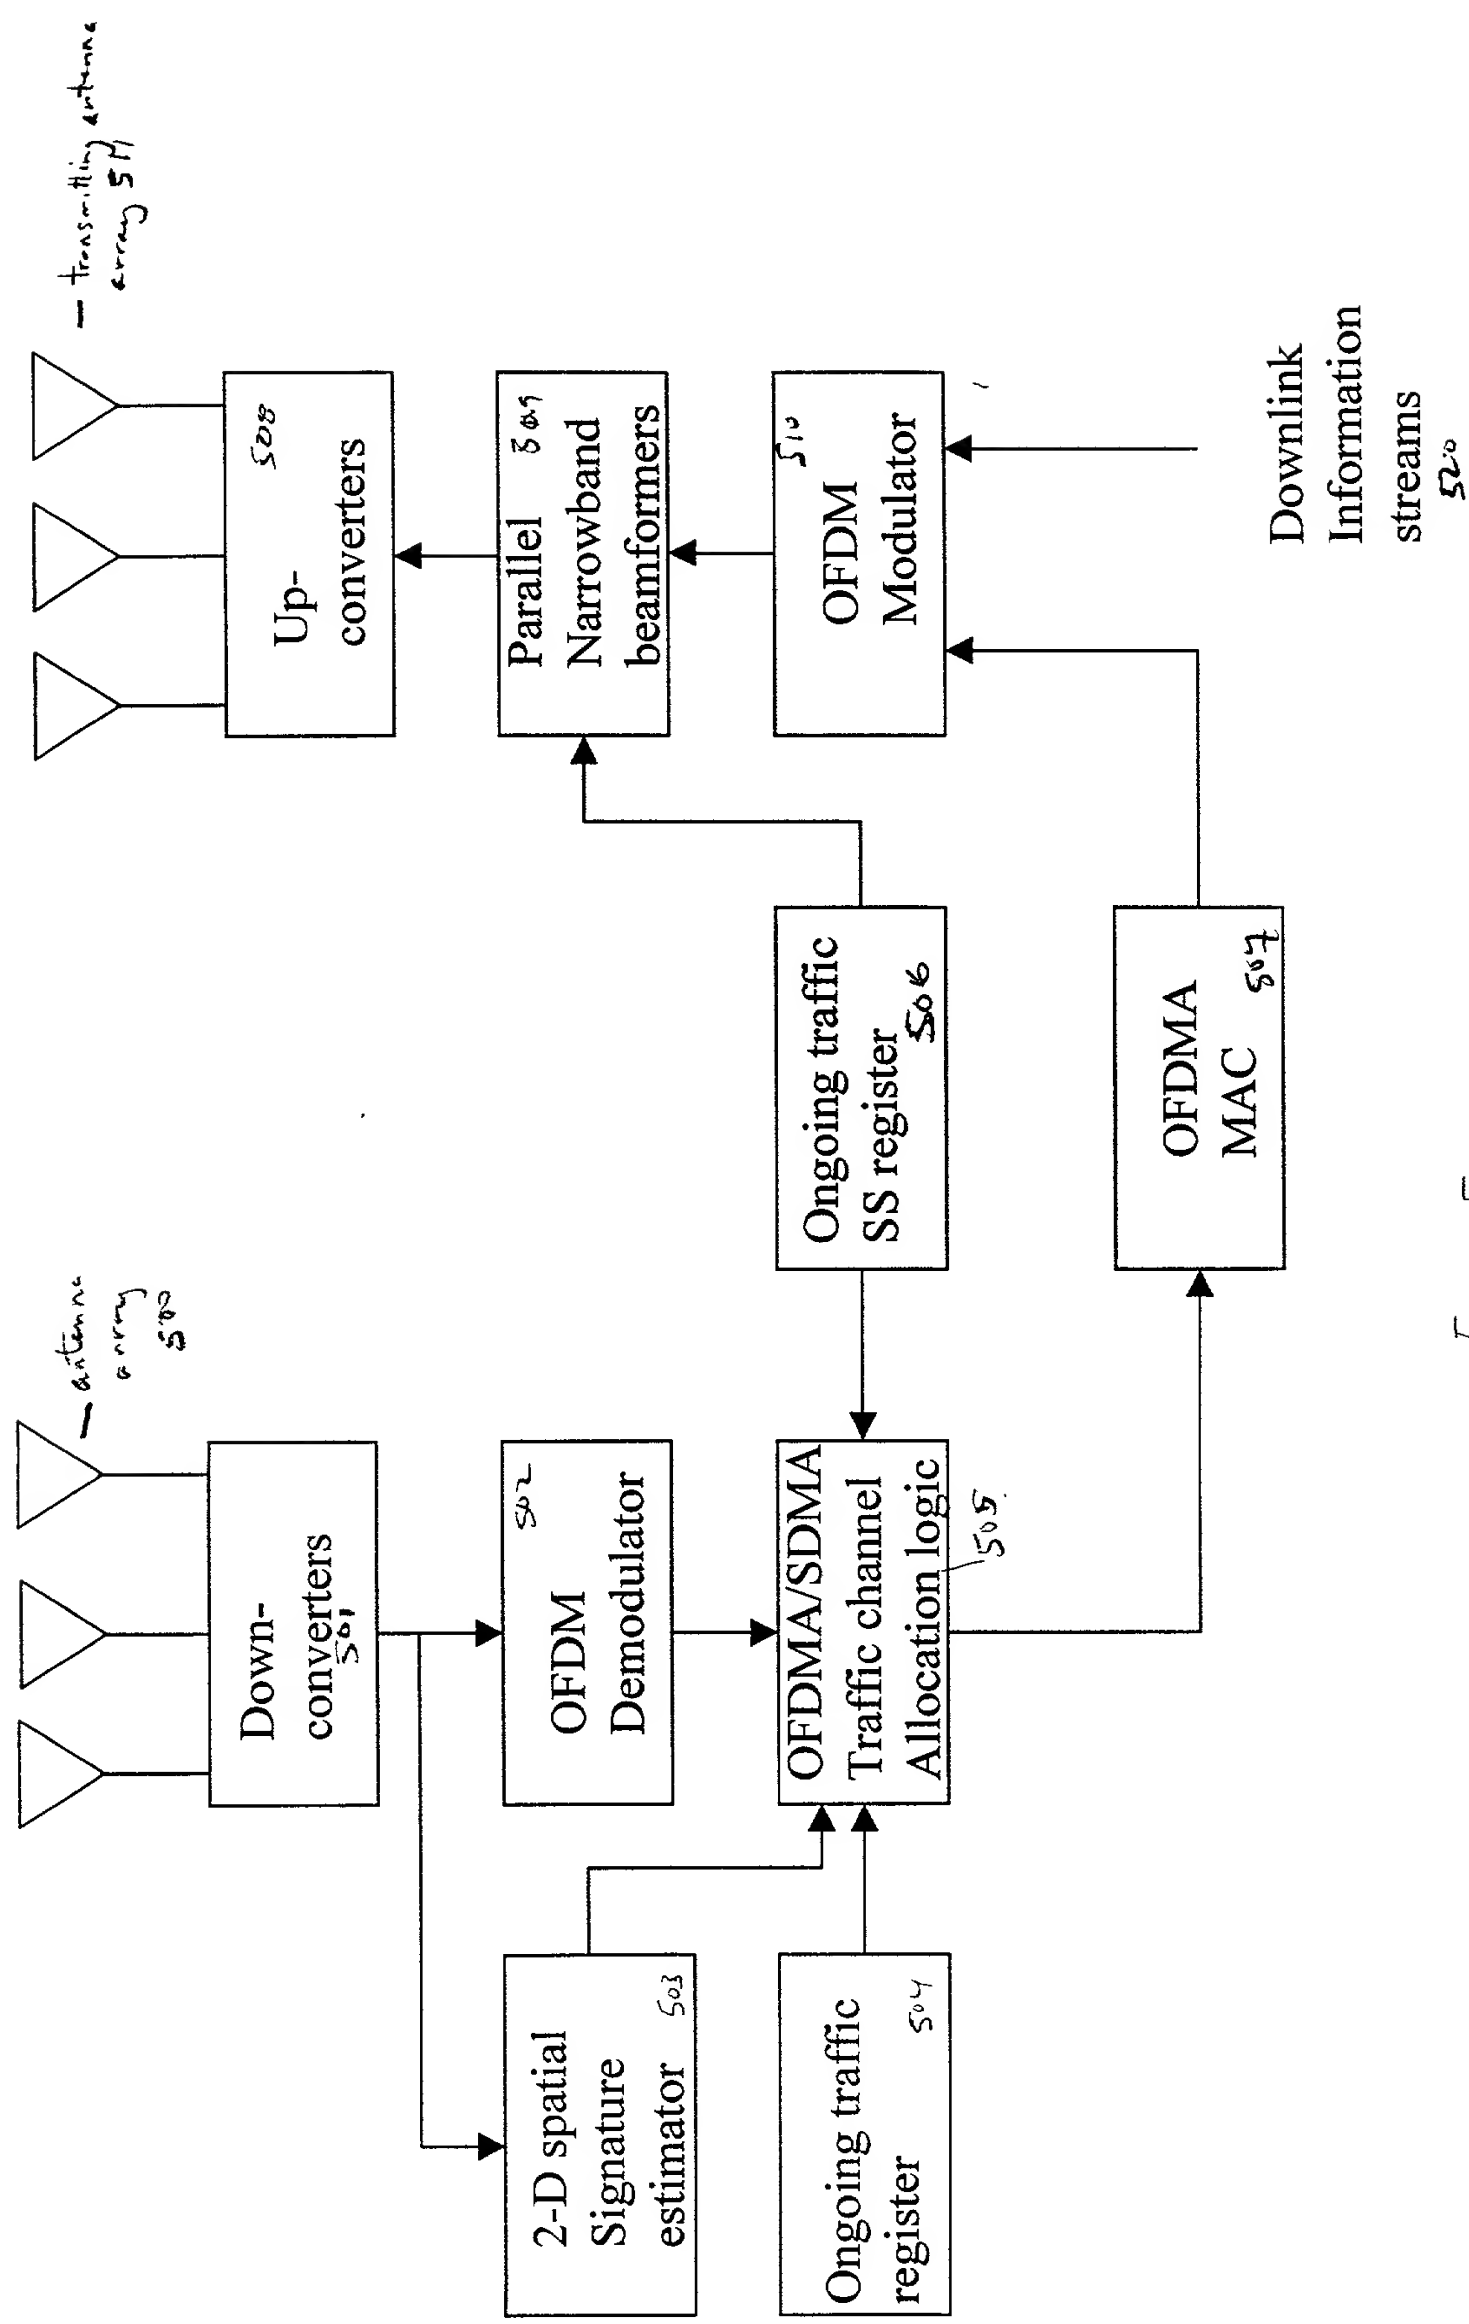 — antenna
array
500
— transmitting antenna
array 511
Down-
converters
501
Up-
converters
508
2-D spatial
Signature
estimator 503
OFDM
Demodulator
502
Parallel 509
Narrowband
beamformers
Ongoing traffic
register 504
OFDMA/SDMA
Traffic channel
Allocation logic
505
Ongoing traffic
SS register
506
OFDM
Modulator
510
OFDMA
MAC
507
Downlink
Information
streams
520